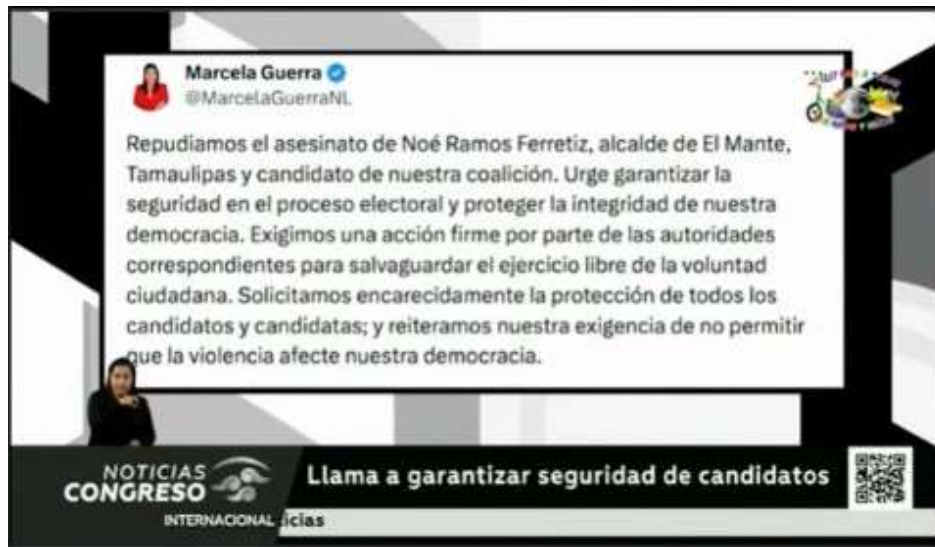 Marcela Guerra
@MarcelaGuerraNL
Repudiamos el asesinato de Noé Ramos Ferretiz, alcalde de El Mante,
Tamaulipas y candidato de nuestra coalición. Urge garantizar la
seguridad en el proceso electoral y proteger la integridad de nuestra
democracia. Exigimos una acción firme por parte de las autoridades
correspondientes para salvaguardar el ejercicio libre de la voluntad
ciudadana. Solicitamos encarecidamente la protección de todos los
candidatos y candidatas; y reiteramos nuestra exigencia de no permitir
que la violencia afecte nuestra democracia.
NOTICIAS
CONGRESO
Llama a garantizar seguridad de candidatos
INTERNACIONAL icias